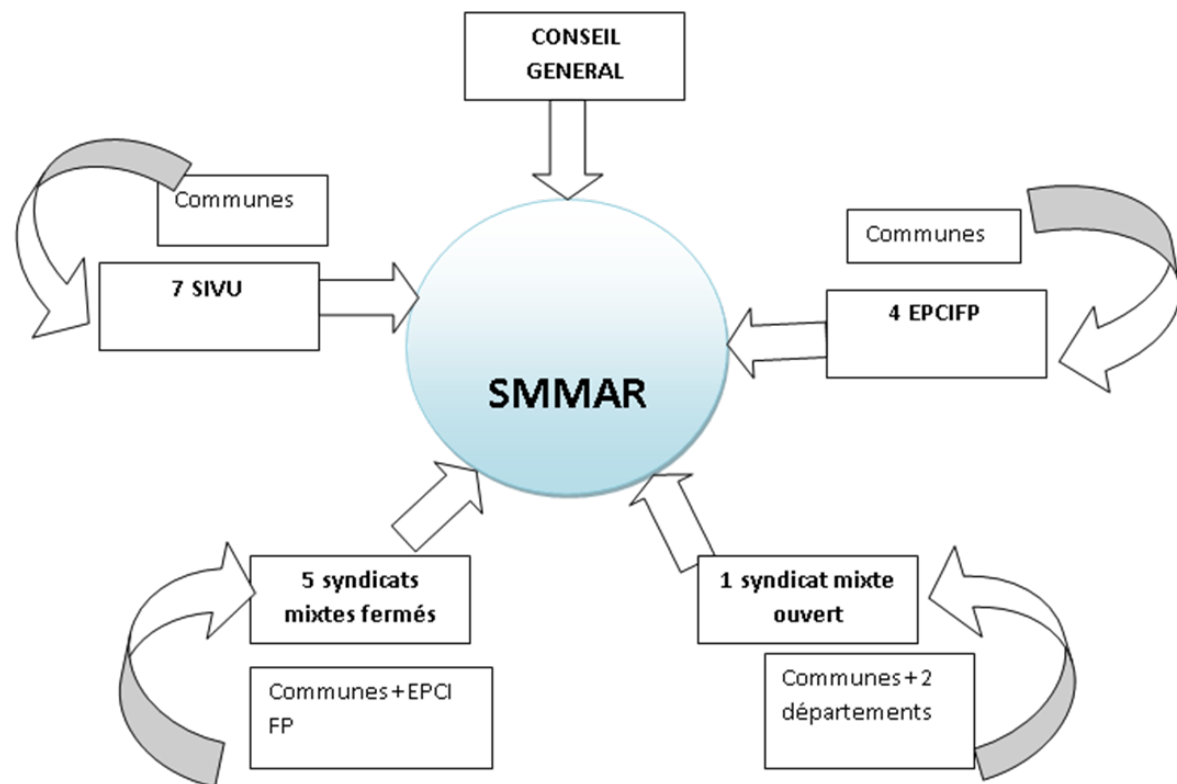 CONSEIL
GENERAL
Communes
7 SIVU
Communes
4 EPCIFP
SMMAR
5 syndicats
mixtes fermés
Communes+EPCI
FP
1 syndicat mixte
ouvert
Communes+2
départements